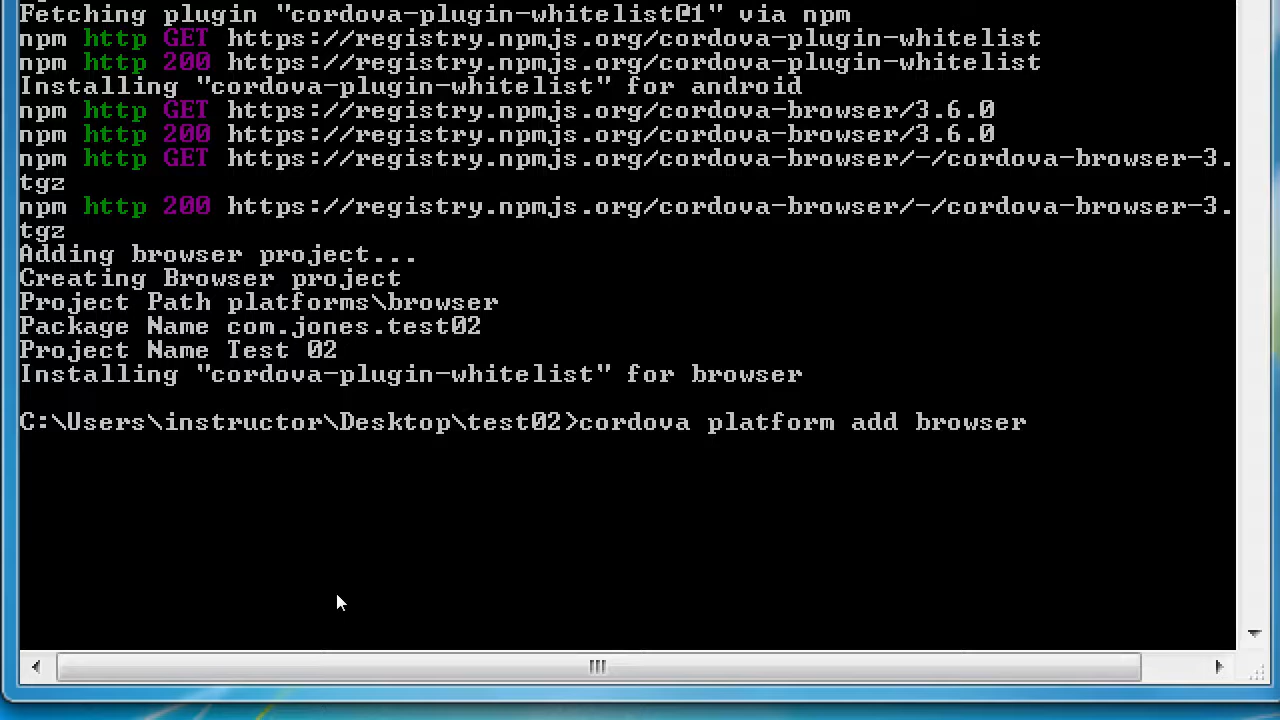 Fetching plugin "cordova-plugin-whitelist@1" via npm
npm http GET https://registry.npmjs.org/cordova-plugin-whitelist
npm http 200 https://registry.npmjs.org/cordova-plugin-whitelist
Installing "cordova-plugin-whitelist" for android
npm http GET https://registry.npmjs.org/cordova-browser/3.6.0
npm http 200 https://registry.npmjs.org/cordova-browser/3.6.0
npm http GET https://registry.npmjs.org/cordova-browser/-/cordova-browser-3.
tgz
npm http 200 https://registry.npmjs.org/cordova-browser/-/cordova-browser-3.
tgz
Adding browser project...
Creating Browser project
Project Path platforms\browser
Package Name com.jones.test02
Project Name Test 02
Installing "cordova-plugin-whitelist" for browser
C:\Users\instructor\Desktop\test02>cordova platform add browser